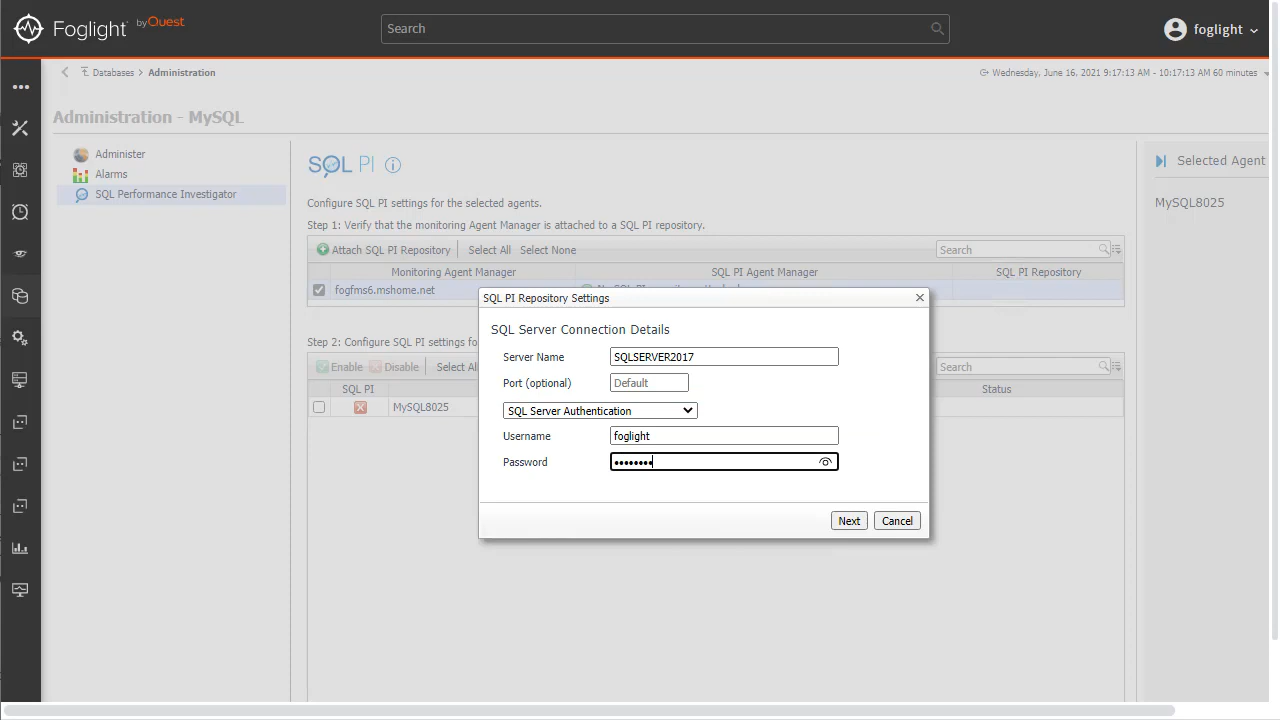 Foglight by Quest
Search
foglight
Databases > Administration
Wednesday, June 16, 2021 9:17:13 AM - 10:17:13 AM 60 minutes
Administration - MySQL
Administer
Alarms
SQL Performance Investigator
SQL PI
Configure SQL PI settings for the selected agents.
Step 1: Verify that the monitoring Agent Manager is attached to a SQL PI repository.
Attach SQL PI Repository
Select All
Select None
Search
Monitoring Agent Manager
SQL PI Agent Manager
SQL PI Repository
fogfms6.mshome.net
Selected Agent
MySQL8025
Step 2: Configure SQL PI settings fo
Enable
Disable
Select All
Search
SQL PI
Status
MySQL8025
SQL PI Repository Settings
SQL Server Connection Details
Server Name
SQLSERVER2017
Port (optional)
Default
SQL Server Authentication
Username
foglight
Password
••••••••
Next
Cancel